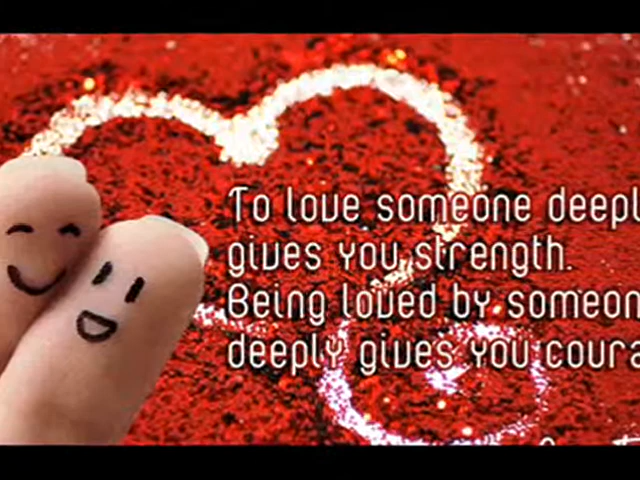 To love someone deepl
gives you strength.
Being loved by someon
deeply gives you coura